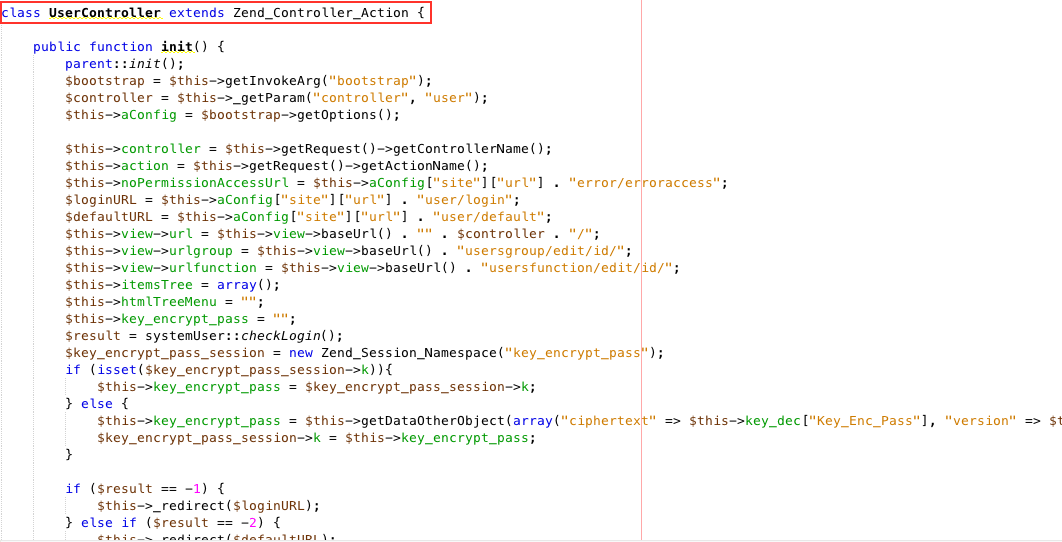 class UserController extends Zend_Controller_Action {
public function init() {
parent::init();
$bootstrap = $this->getInvokeArg("bootstrap");
$controller = $this->_getParam("controller", "user");
$this->aConfig = $bootstrap->getOptions();
$this->controller = $this->getRequest()->getControllerName();
$this->action = $this->getRequest()->getActionName();
$this->noPermissionAccessUrl = $this->aConfig["site"]["url"] . "error/erroraccess";
$loginURL = $this->aConfig["site"]["url"] . "user/login";
$defaultURL = $this->aConfig["site"]["url"] . "user/default";
$this->view->url = $this->view->baseUrl() . "" . $controller . "/";
$this->view->urlgroup = $this->view->baseUrl() . "usersgroup/edit/id/";
$this->view->urlfunction = $this->view->baseUrl() . "usersfunction/edit/id/";
$this->itemsTree = array();
$this->htmlTreeMenu = "";
$this->key_encrypt_pass = "";
$result = systemUser::checkLogin();
$key_encrypt_pass_session = new Zend_Session_Namespace("key_encrypt_pass");
if (isset($key_encrypt_pass_session->k)){
$this->key_encrypt_pass = $key_encrypt_pass_session->k;
} else {
$this->key_encrypt_pass = $this->getDataOtherObject(array("ciphertext" => $this->key_dec["Key_Enc_Pass"], "version" => $t
$key_encrypt_pass_session->k = $this->key_encrypt_pass;
}
if ($result == -1) {
$this->_redirect($loginURL);
} else if ($result == -2) {
$this->_redirect($defaultURL);